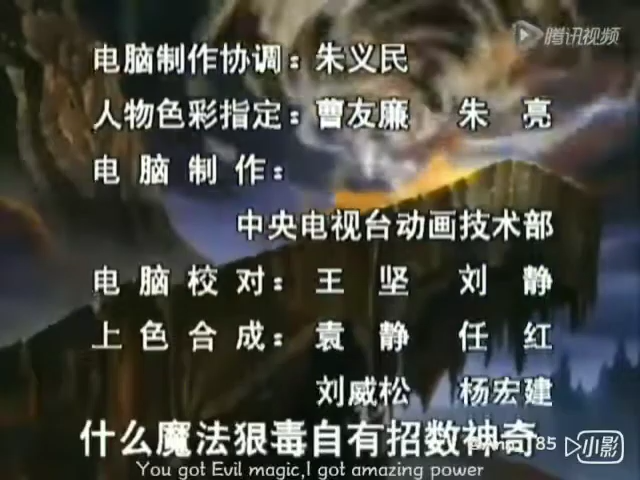 腾讯视频
电脑制作协调：朱义民
人物色彩指定：曹友廉 朱亮
电脑制作：
中央电视台动画技术部
电脑校对：王坚 刘静
上色合成：袁静 任红
刘威松 杨宏建
什么魔法狠毒自有招数神奇
You got Evil magic,I got amazing power
85 小影